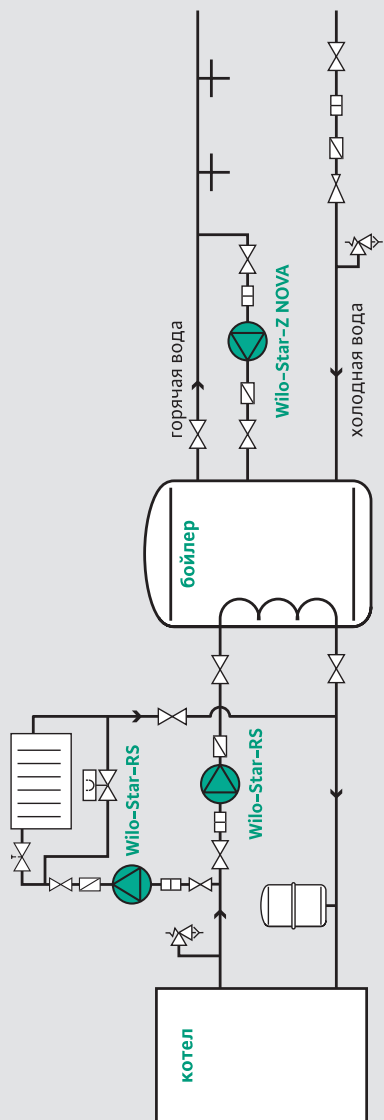 горячая вода
Wilo-Star-Z NOVA
холодная вода
бойлер
Wilo-Star-RS
Wilo-Star-RS
котел